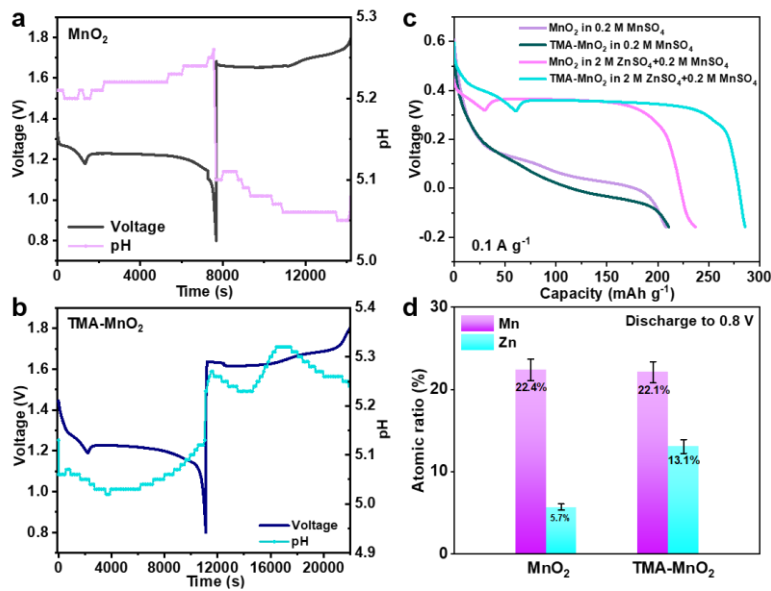 a
MnO₂
Voltage (V)
1.8
1.6
1.4
1.2
1.0
0.8
5.3
5.2
5.1
5.0
pH
Voltage
pH
0 4000 8000 12000
Time (s)
b
TMA-MnO₂
Voltage (V)
1.8
1.6
1.4
1.2
1.0
0.8
5.4
5.3
5.2
5.1
5.0
4.9
pH
Voltage
pH
0 4000 8000 12000 16000 20000
Time (s)
c
MnO₂ in 0.2 M MnSO₄
TMA-MnO₂ in 0.2 M MnSO₄
MnO₂ in 2 M ZnSO₄+0.2 M MnSO₄
TMA-MnO₂ in 2 M ZnSO₄+0.2 M MnSO₄
Voltage (V)
0.6
0.4
0.2
0.0
-0.2
0.1 A g⁻¹
0 50 100 150 200 250 300
Capacity (mAh g⁻¹)
d
Mn
Zn
Discharge to 0.8 V
Atomic ratio (%)
30
20
10
0
22.4%
5.7%
22.1%
13.1%
MnO₂ TMA-MnO₂